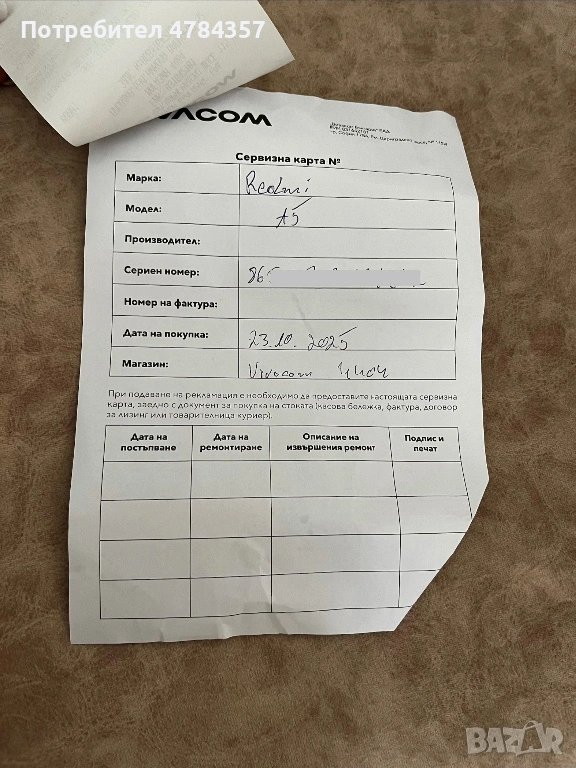 Потребител 4784357
VACOM
Сервизна карта №
Марка: Redmi
Модел: A5
Производител:
Сериен номер: 865
Номер на фактура:
Дата на покупка: 23.10.2025
Магазин: Vivacom
При подаване на рекламация е необходимо да предоставите настоящата сервизна
карта, заедно с документ за покупка на стоката (касова бележка, фактура, договор
за лизинг или товарителница куриер).
Дата на постъпване Дата на ремонтиране Описание на извършения ремонт Подпис и печат
BAZAR